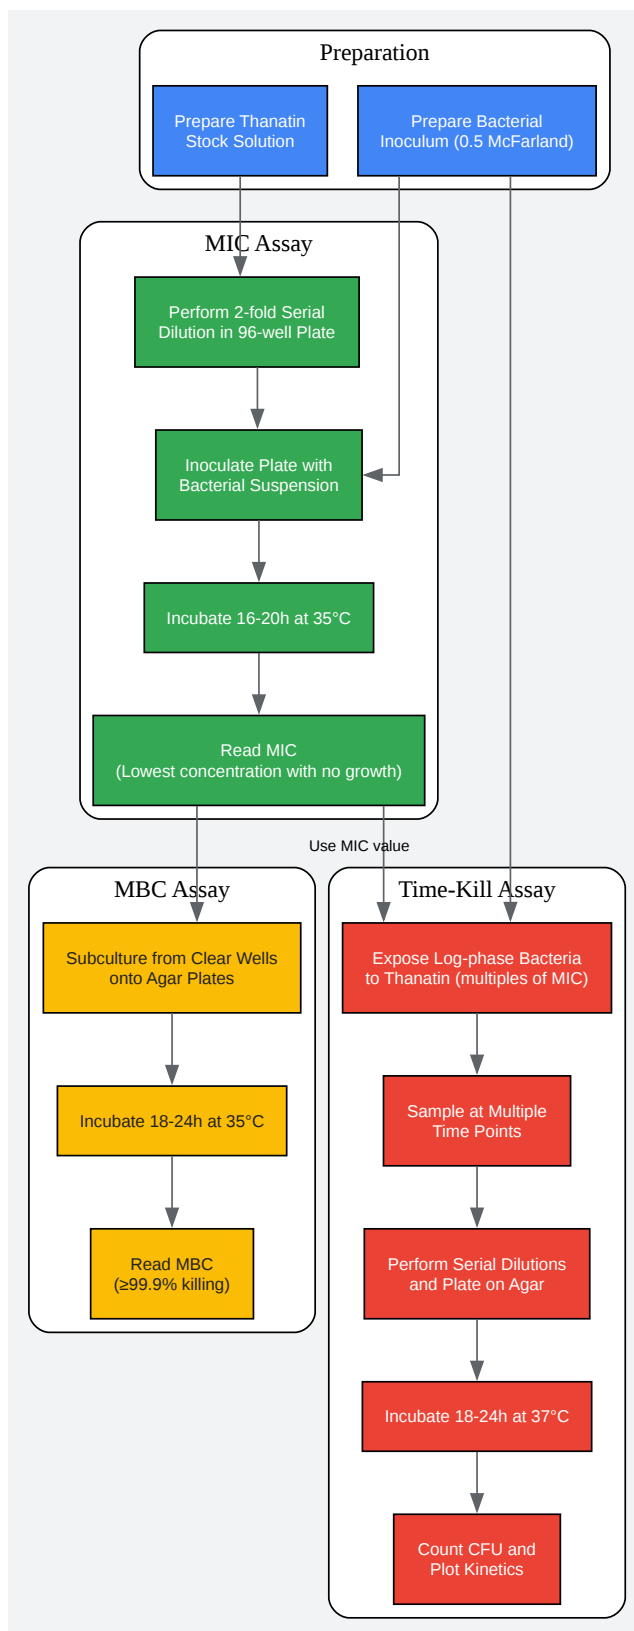 Preparation
Prepare Thanatin
Stock Solution
Prepare Bacterial
Inoculum (0.5 McFarland)
MIC Assay
Perform 2-fold Serial
Dilution in 96-well Plate
Inoculate Plate with
Bacterial Suspension
Incubate 16-20h at 35°C
Read MIC
(Lowest concentration with no growth)
Use MIC value
MBC Assay
Subculture from Clear Wells
onto Agar Plates
Incubate 18-24h at 35°C
Read MBC
(≥99.9% killing)
Time-Kill Assay
Expose Log-phase Bacteria
to Thanatin (multiples of MIC)
Sample at Multiple
Time Points
Perform Serial Dilutions
and Plate on Agar
Incubate 18-24h at 37°C
Count CFU and
Plot Kinetics